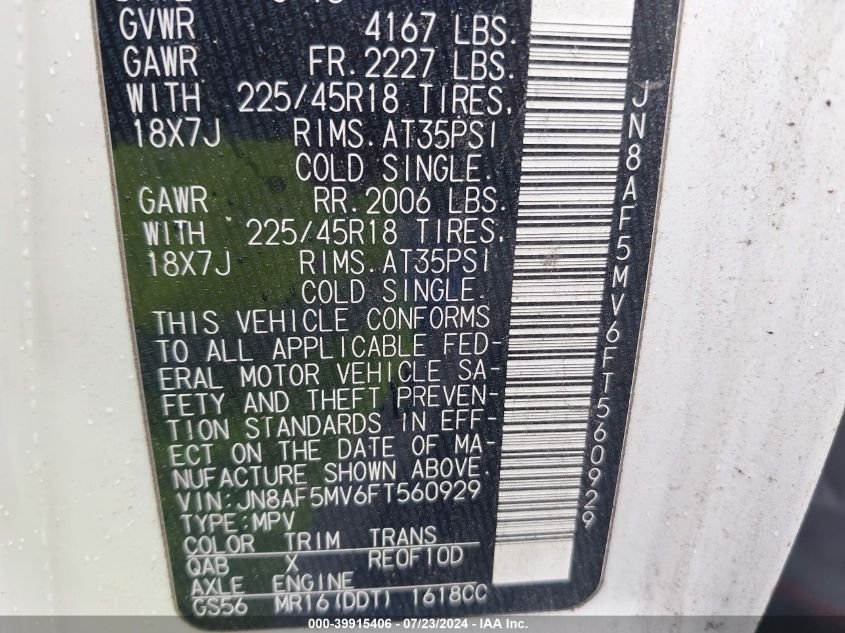 GVWR 4167 LBS.
GAWR FR. 2227 LBS.
WITH 225/45R18 TIRES,
18X7J RIMS. AT35PSI
COLD SINGLE.
GAWR RR. 2006 LBS.
WITH 225/45R18 TIRES,
18X7J RIMS. AT35PSI
COLD SINGLE.
THIS VEHICLE CONFORMS
TO ALL APPLICABLE FED-
ERAL MOTOR VEHICLE SA-
FETY AND THEFT PREVEN-
TION STANDARDS IN EFF-
ECT ON THE DATE OF MA-
NUFACTURE SHOWN ABOVE.
VIN:JN8AF5MV6FT560929
TYPE:MPV
COLOR TRIM TRANS
QAB X RE0F10D
AXLE ENGINE
GS56 MR16(DDT) 1618CC
JN8AF5MV6FT560929
000-39915406 - 07/23/2024 - IAA Inc.